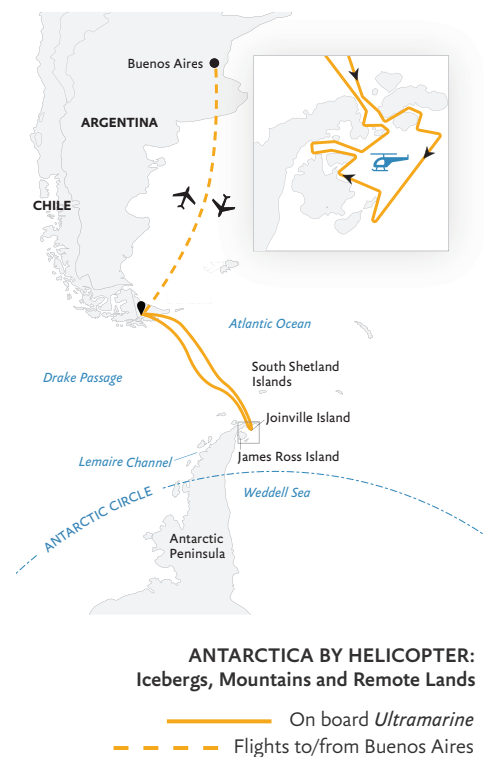 Buenos Aires
ARGENTINA
CHILE
Atlantic Ocean
Drake Passage
South Shetland
Islands
Joinville Island
Lemaire Channel
James Ross Island
Weddell Sea
ANTARCTIC CIRCLE
Antarctic
Peninsula
ANTARCTICA BY HELICOPTER:
Icebergs, Mountains and Remote Lands
On board Ultramarine
Flights to/from Buenos Aires